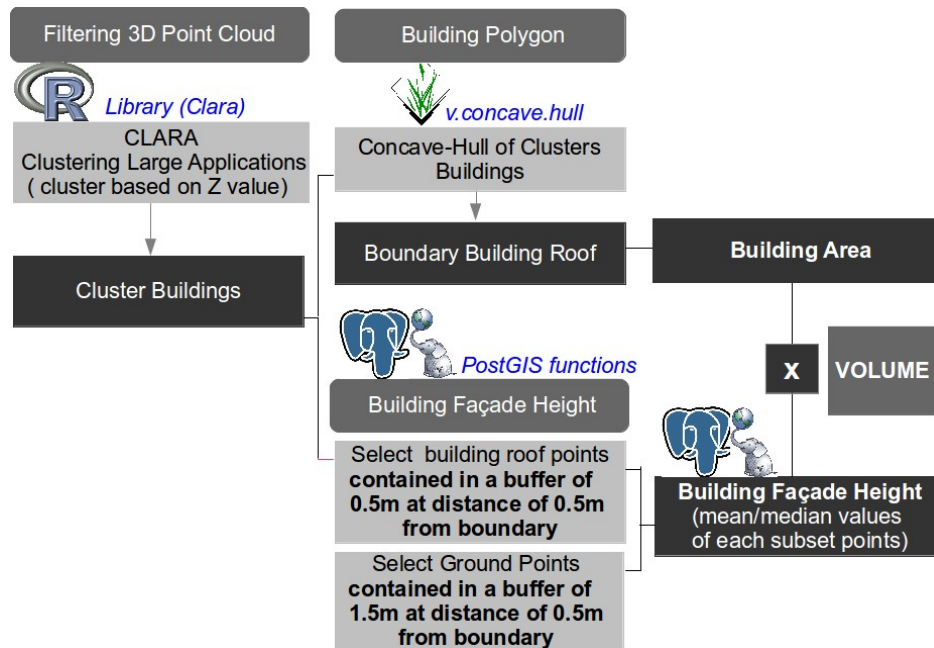 Filtering 3D Point Cloud
R
Library (Clara)
CLARA
Clustering Large Applications
( cluster based on Z value)
Cluster Buildings
Building Polygon
v.concave.hull
Concave-Hull of Clusters
Buildings
Boundary Building Roof
Building Area
PostGIS functions
Building Façade Height
Select building roof points
contained in a buffer of
0.5m at distance of 0.5m
from boundary
Select Ground Points
contained in a buffer of
1.5m at distance of 0.5m
from boundary
x
VOLUME
Building Façade Height
(mean/median values
of each subset points)